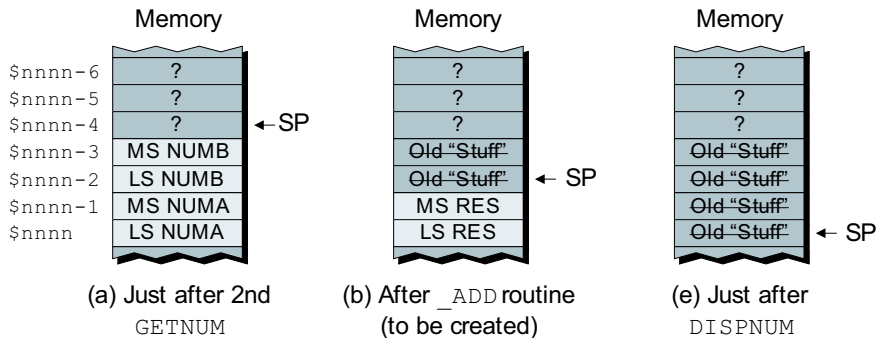 Memory
Memory
Memory
$nnnn-6 ? ? ?
$nnnn-5 ? ? ?
$nnnn-4 ? SP ? ?
$nnnn-3 MS NUMB Old “Stuff” Old “Stuff”
$nnnn-2 LS NUMB Old “Stuff” SP Old “Stuff”
$nnnn-1 MS NUMA MS RES Old “Stuff”
$nnnn LS NUMA LS RES Old “Stuff” SP
(a) Just after 2nd
GETNUM
(b) After _ADD routine
(to be created)
(e) Just after
DISPNUM